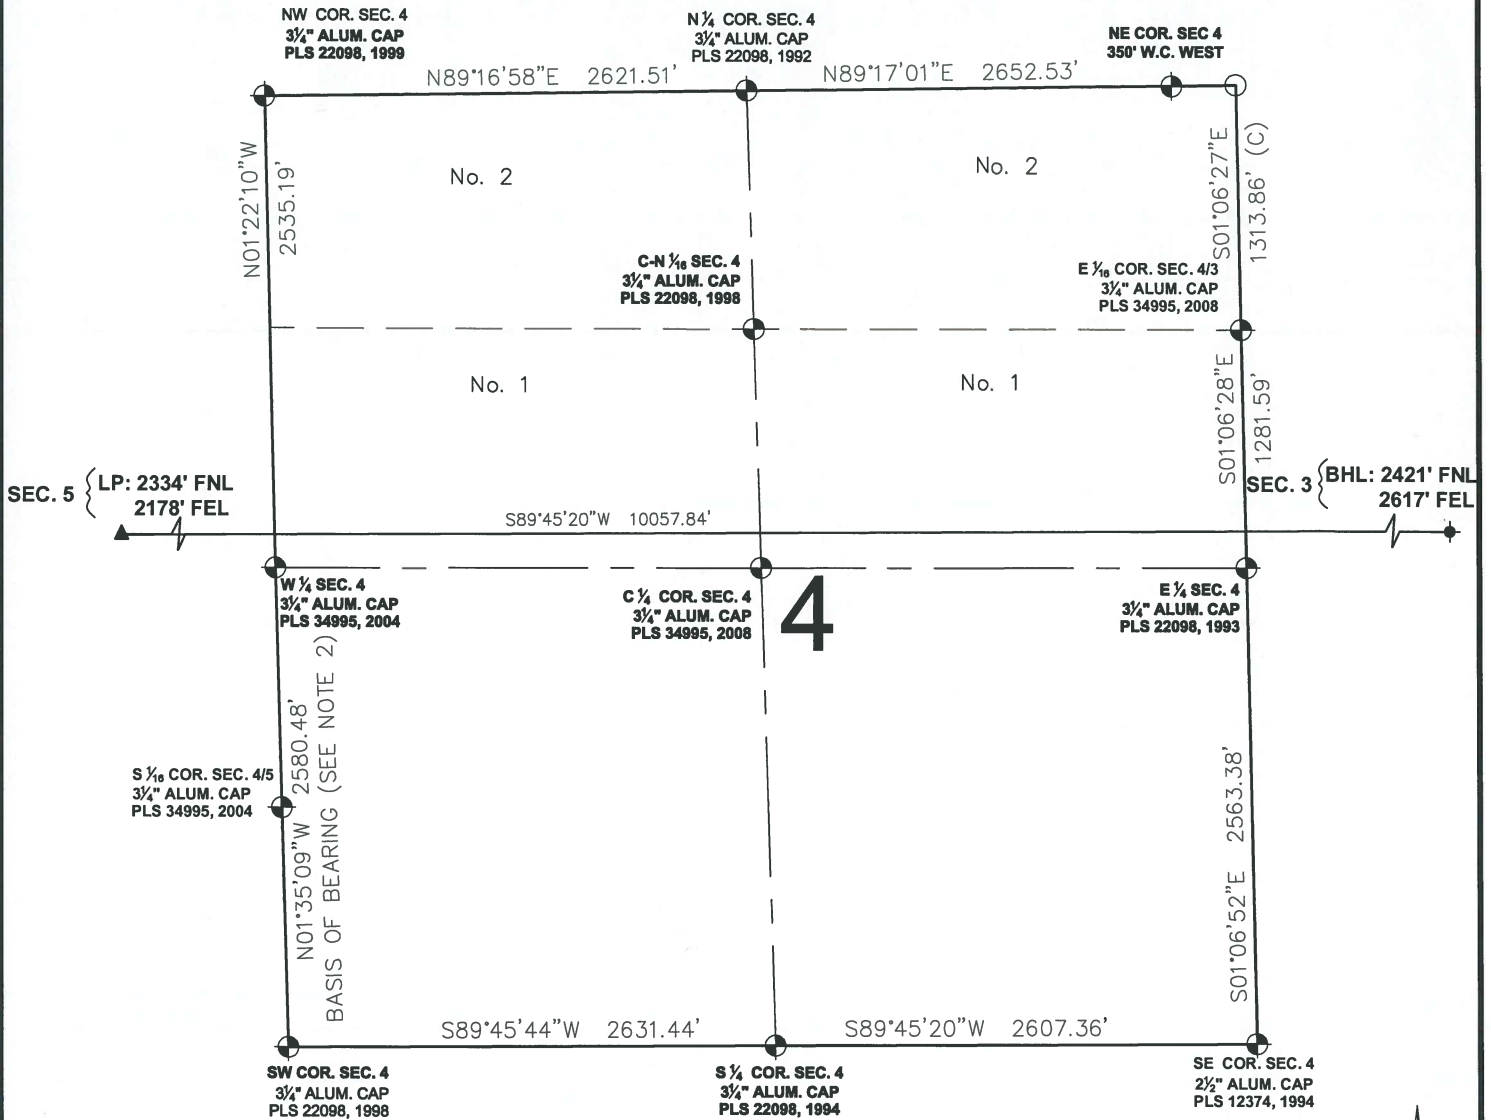 NW COR. SEC. 4
3¼" ALUM. CAP
PLS 22098, 1999
N ¼ COR. SEC. 4
3¼" ALUM. CAP
PLS 22098, 1992
NE COR. SEC 4
350' W.C. WEST
N89°16'58"E 2621.51'
N89°17'01"E 2652.53'
N01°22'10"W
2535.19'
No. 2
No. 2
S01°06'27"E
1313.86' (C)
C-N 1/16 SEC. 4
3¼" ALUM. CAP
PLS 22098, 1998
E 1/16 COR. SEC. 4/3
3¼" ALUM. CAP
PLS 34995, 2008
No. 1
No. 1
S01°06'28"E
1281.59'
SEC. 5
LP: 2334' FNL
2178' FEL
S89°45'20"W 10057.84'
SEC. 3
BHL: 2421' FNL
2617' FEL
W ¼ SEC. 4
3¼" ALUM. CAP
PLS 34995, 2004
C ¼ COR. SEC. 4
3¼" ALUM. CAP
PLS 34995, 2008
4
E ¼ SEC. 4
3¼" ALUM. CAP
PLS 22098, 1993
S 1/16 COR. SEC. 4/5
3¼" ALUM. CAP
PLS 34995, 2004
N01°35'09"W 2580.48'
BASIS OF BEARING (SEE NOTE 2)
S01°06'52"E 2563.38'
S89°45'44"W 2631.44'
S89°45'20"W 2607.36'
SW COR. SEC. 4
3¼" ALUM. CAP
PLS 22098, 1998
S ¼ COR. SEC. 4
3¼" ALUM. CAP
PLS 22098, 1994
SE COR. SEC. 4
2½" ALUM. CAP
PLS 12374, 1994